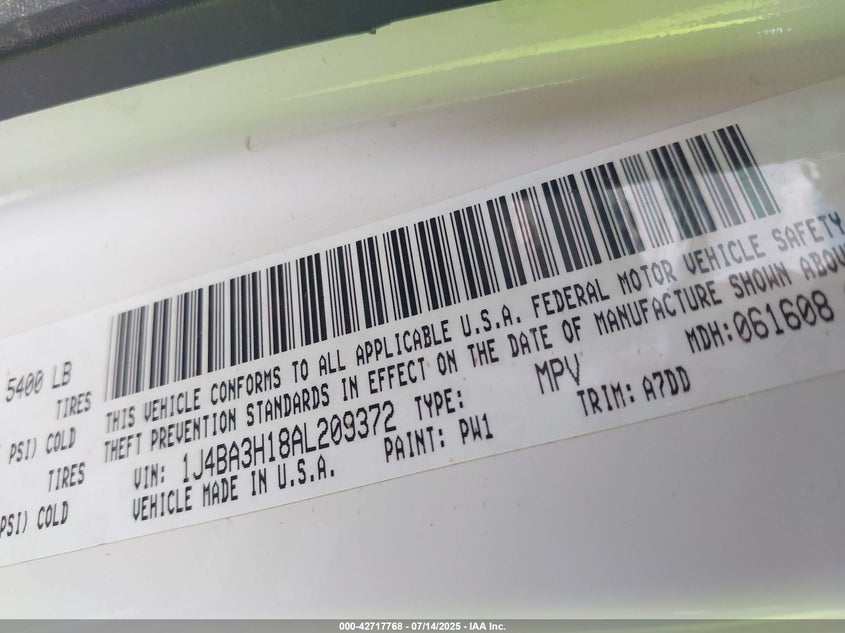 5400 LB
TIRES
PSI) COLD
TIRES
PSI) COLD
THIS VEHICLE CONFORMS TO ALL APPLICABLE U.S.A. FEDERAL MOTOR VEHICLE SAFETY
THEFT PREVENTION STANDARDS IN EFFECT ON THE DATE OF MANUFACTURE SHOWN ABOVE
VIN: 1J4BA3H18AL209372 TYPE: MPV MDH: 061608
VEHICLE MADE IN U.S.A. PAINT: PW1 TRIM: A7DD
000-42717768 - 07/14/2025 - IAA Inc.